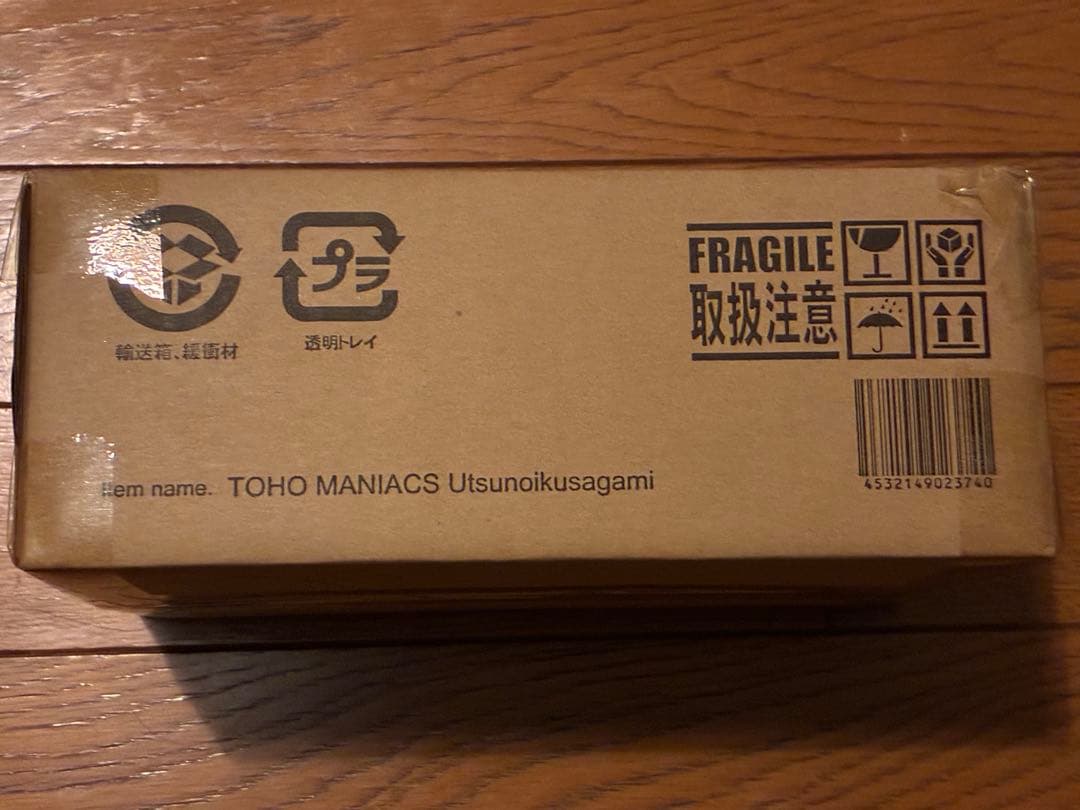 プラ
輸送箱、緩衝材
透明トレイ
FRAGILE
取扱注意
4532149023740
Item name. TOHO MANIACS Utsunoikusagami